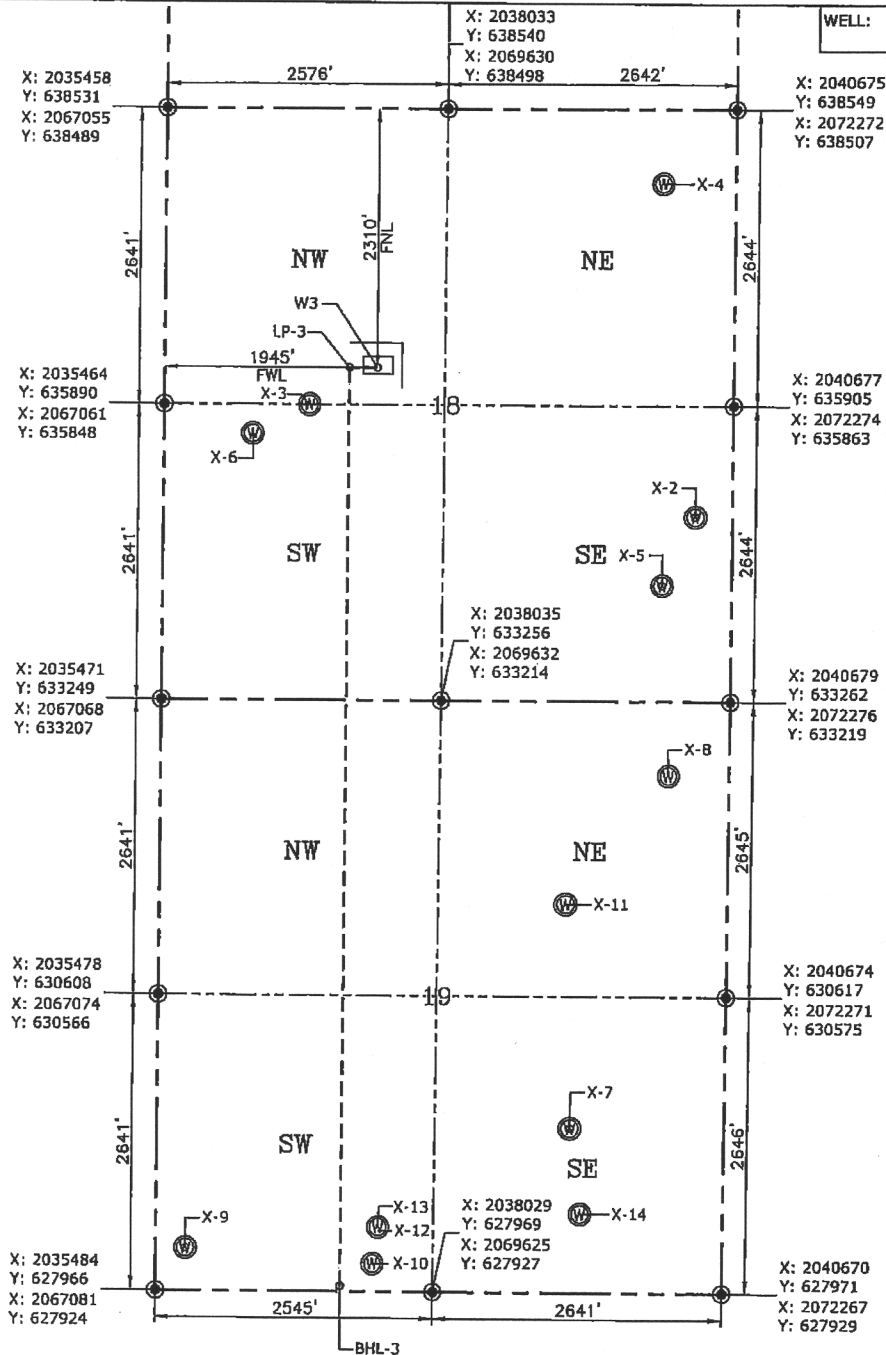 WELL:
X: 2038033
Y: 638540
X: 2069630
Y: 638498
2576'
2642'
X: 2035458
Y: 638531
X: 2067055
Y: 638489
X: 2040675
Y: 638549
X: 2072272
Y: 638507
X-4
2641'
2310'
FNL
2644'
NW
NE
W3
LP-3
1945'
FWL
X-3
18
X: 2035464
Y: 635890
X: 2067061
Y: 635848
X: 2040677
Y: 635905
X: 2072274
Y: 635863
X-6
X-2
2641'
SW
SE
X-5
2644'
X: 2038035
Y: 633256
X: 2069632
Y: 633214
X: 2035471
Y: 633249
X: 2067068
Y: 633207
X: 2040679
Y: 633262
X: 2072276
Y: 633219
X-8
2641'
NW
NE
2645'
X-11
X: 2035478
Y: 630608
X: 2067074
Y: 630566
19
X: 2040674
Y: 630617
X: 2072271
Y: 630575
X-7
2641'
SW
SE
2646'
X-9
X-13
X-12
X-10
X: 2038029
Y: 627969
X: 2069625
Y: 627927
X-14
X: 2035484
Y: 627966
X: 2067081
Y: 627924
X: 2040670
Y: 627971
X: 2072267
Y: 627929
2545'
2641'
BHL-3